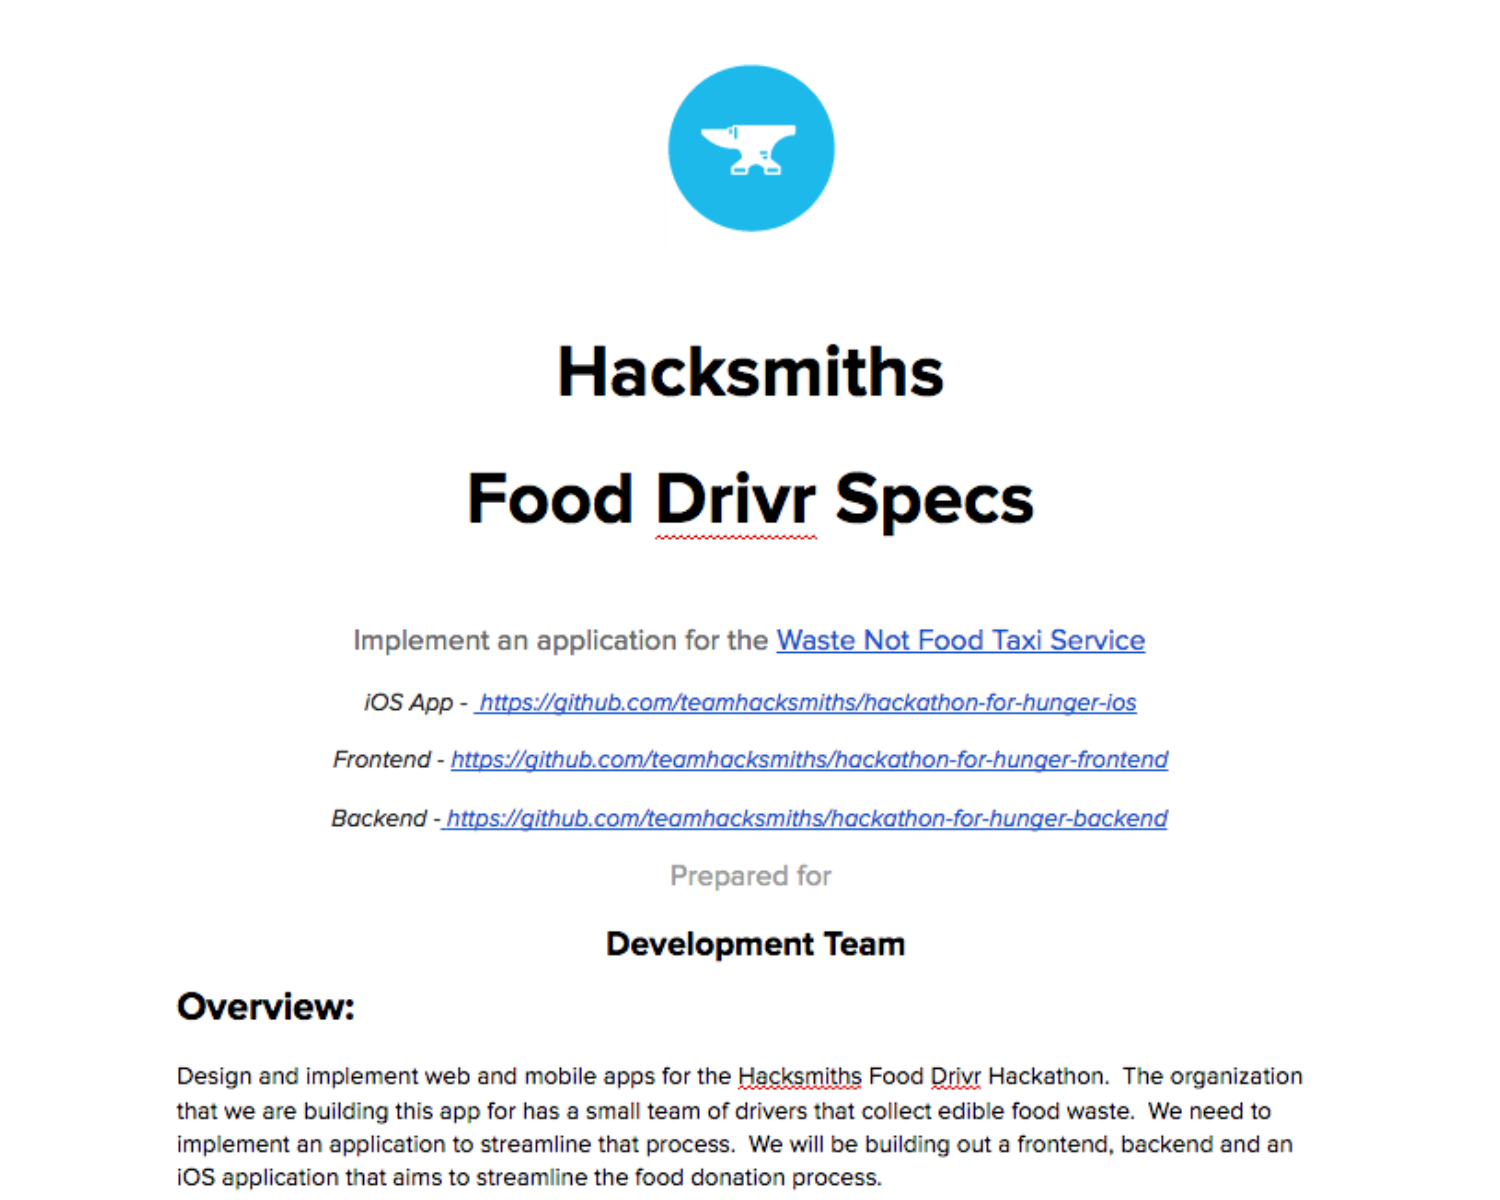 Hacksmiths
Food Drivr Specs
Implement an application for the Waste Not Food Taxi Service
iOS App - https://github.com/teamhacksmiths/hackathon-for-hunger-ios
Frontend - https://github.com/teamhacksmiths/hackathon-for-hunger-frontend
Backend - https://github.com/teamhacksmiths/hackathon-for-hunger-backend
Prepared for
Development Team
Overview:
Design and implement web and mobile apps for the Hacksmiths Food Drivr Hackathon.  The organization
that we are building this app for has a small team of drivers that collect edible food waste.  We need to
implement an application to streamline that process.  We will be building out a frontend, backend and an
iOS application that aims to streamline the food donation process.